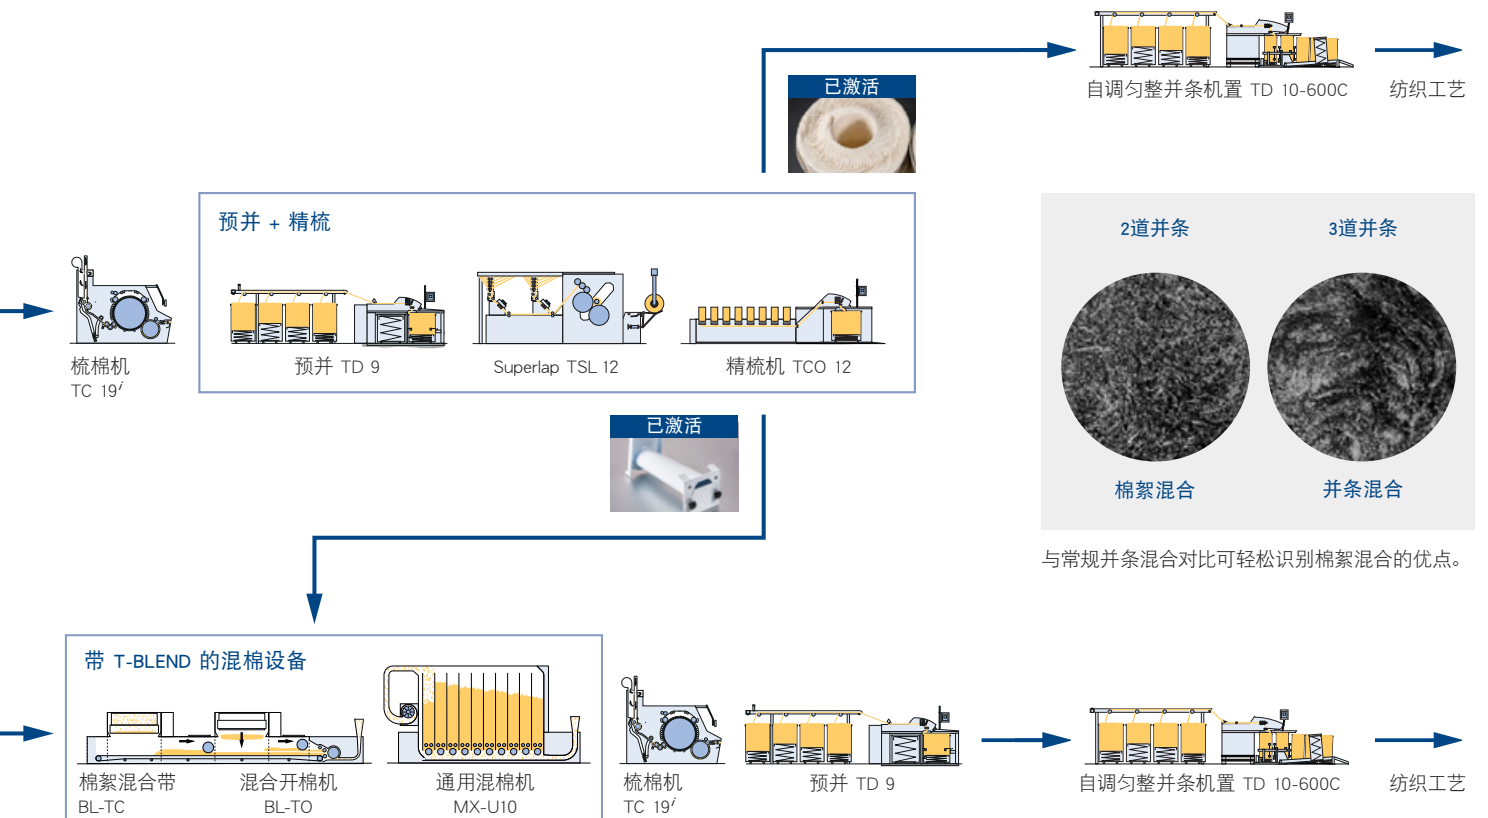 已激活
自调匀整并条机置 TD 10-600C
纺织工艺
预并 + 精梳
梳棉机
TC 19i
预并 TD 9
Superlap TSL 12
精梳机 TCO 12
2道并条
3道并条
棉絮混合
并条混合
与常规并条混合对比可轻松识别棉絮混合的优点。
已激活
带 T-BLEND 的混棉设备
棉絮混合带
BL-TC
混合开棉机
BL-TO
通用混棉机
MX-U10
梳棉机
TC 19i
预并 TD 9
自调匀整并条机置 TD 10-600C
纺织工艺